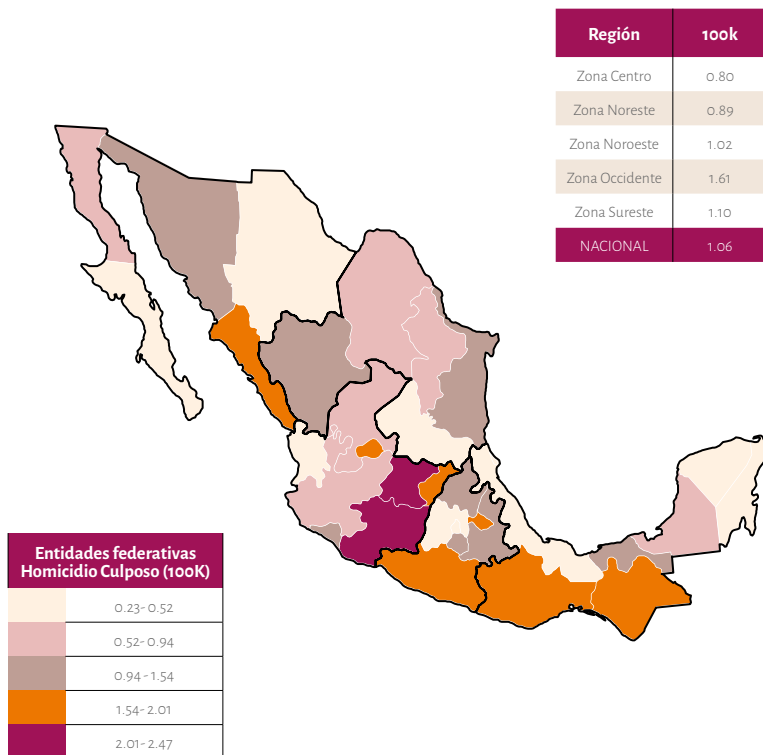 Región 100k
Zona Centro 0.80
Zona Noreste 0.89
Zona Noroeste 1.02
Zona Occidente 1.61
Zona Sureste 1.10
NACIONAL 1.06
Entidades federativas
Homicidio Culposo (100K)
0.23-0.52
0.52-0.94
0.94-1.54
1.54-2.01
2.01-2.47